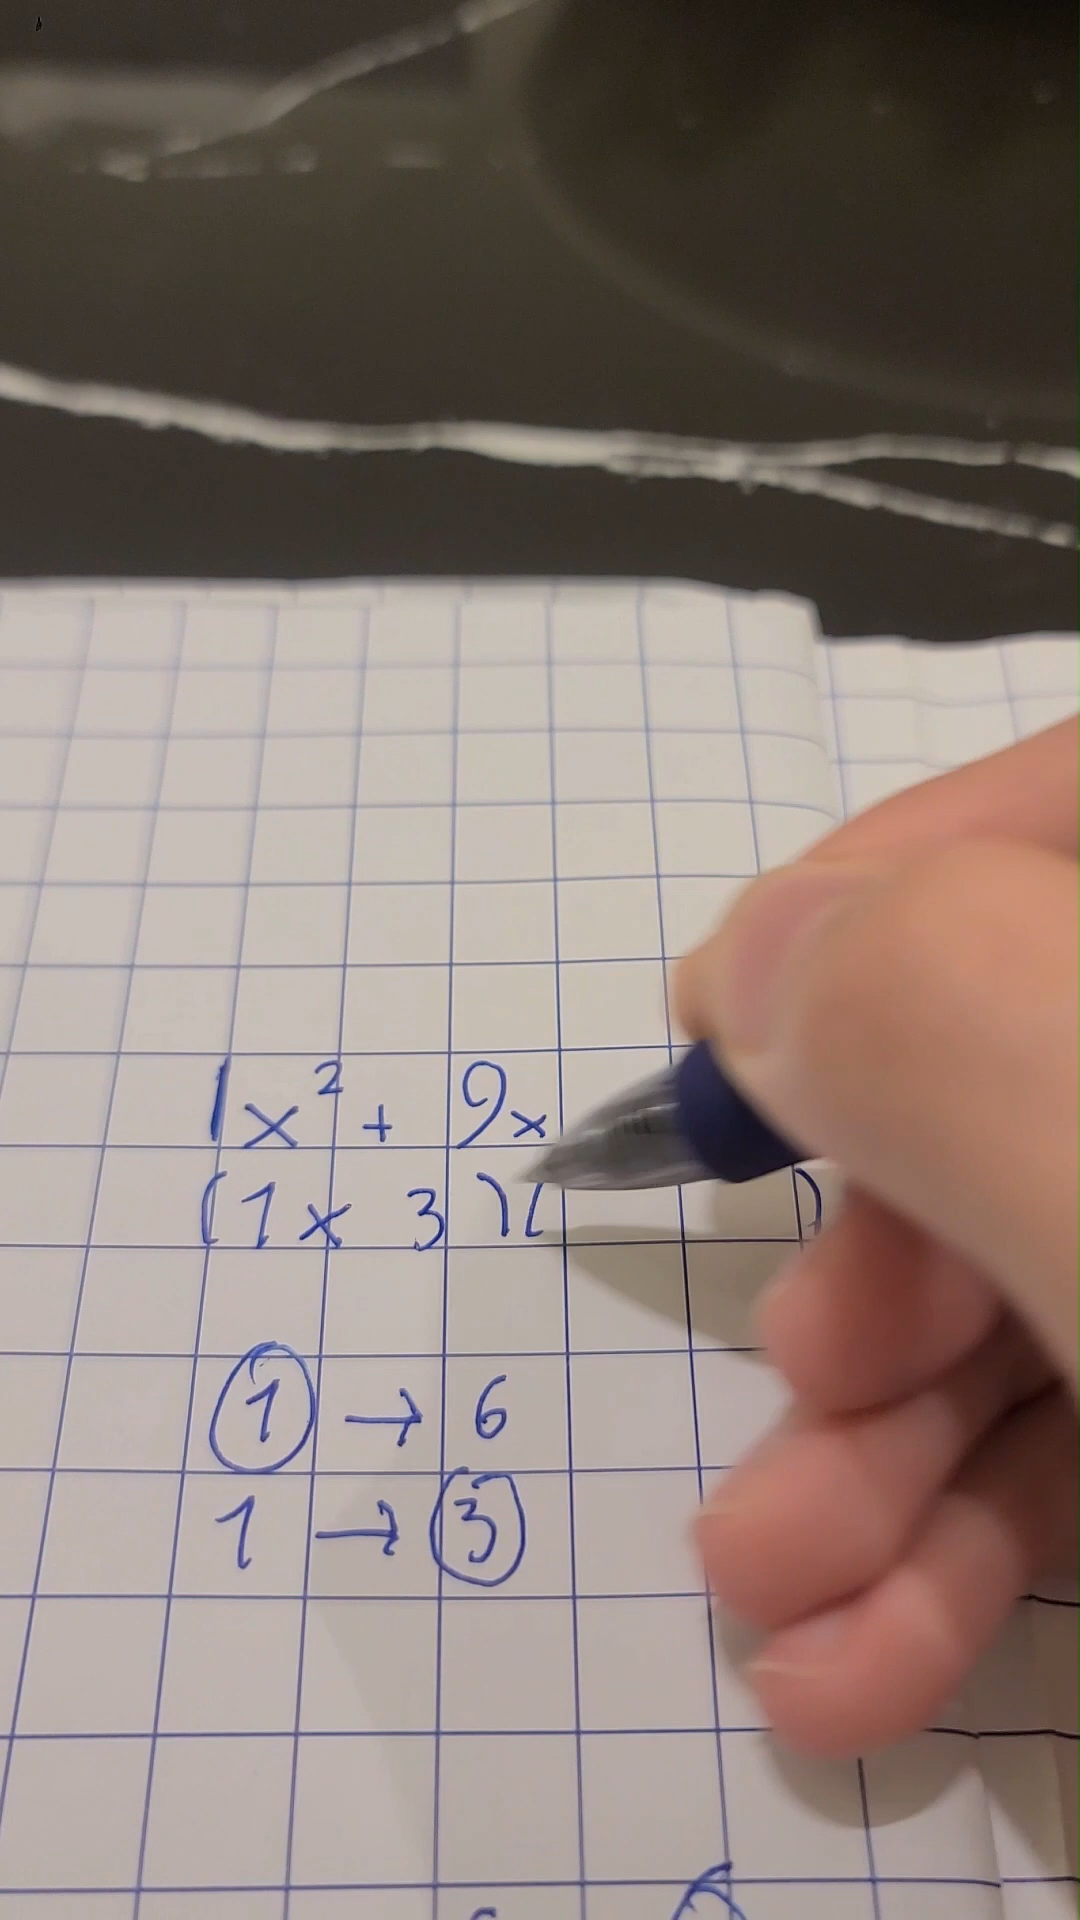 1x² + 9x
(1x 3)( )
1 → 6
1 → 3